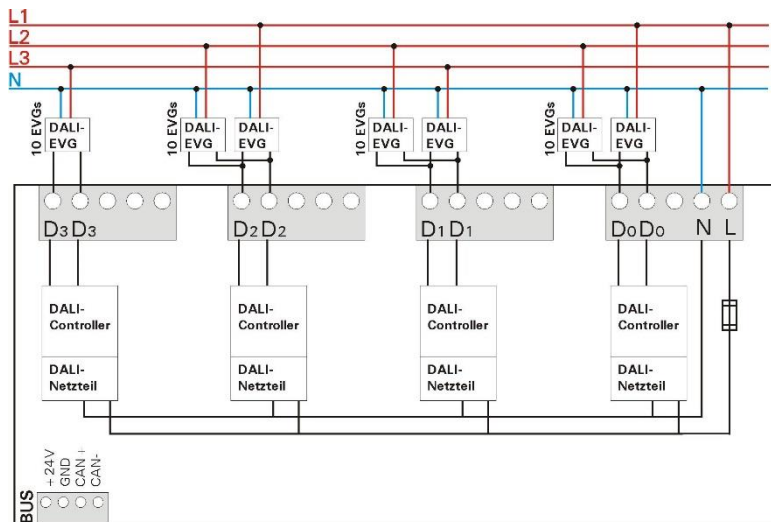 L1
L2
L3
N
10 EVGs
DALI-
EVG
10 EVGs
DALI-
EVG
DALI-
EVG
10 EVGs
DALI-
EVG
DALI-
EVG
10 EVGs
DALI-
EVG
DALI-
EVG
D3 D3
D2 D2
D1 D1
D0 D0 N L
DALI-
Controller
DALI-
Netzteil
DALI-
Controller
DALI-
Netzteil
DALI-
Controller
DALI-
Netzteil
DALI-
Controller
DALI-
Netzteil
BUS
+24V
GND
CAN+
CAN-